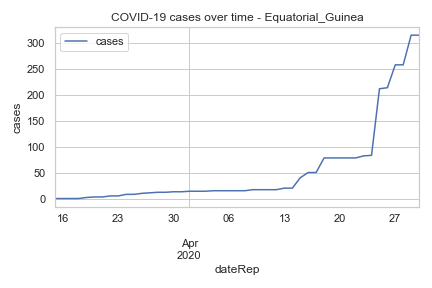 COVID-19 cases over time - Equatorial_Guinea
cases
300
250
200
150
100
50
0
cases
16 23 30 06 13 20 27
Apr
2020
dateRep